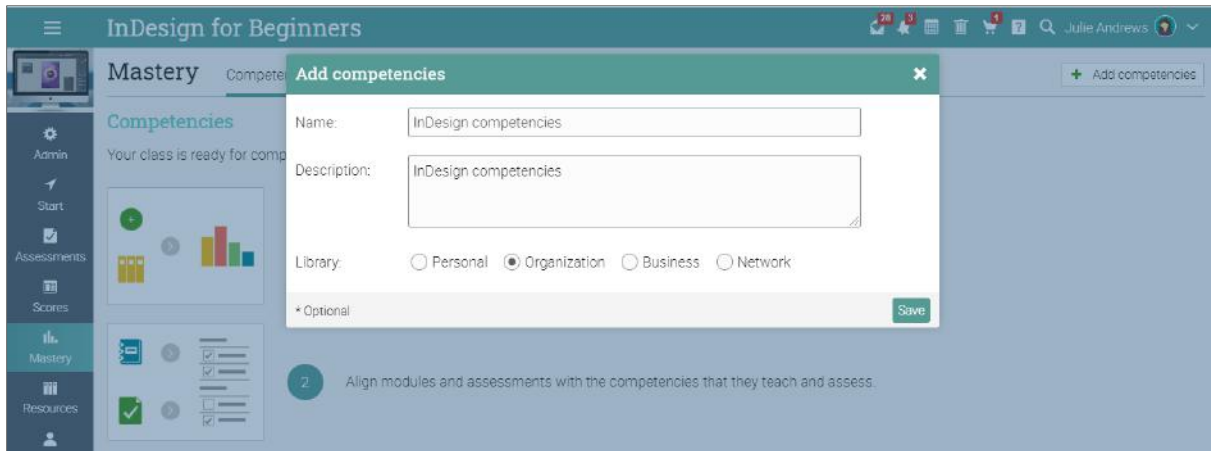 InDesign for Beginners
28
3
1
Julie Andrews
Mastery
Compete
Add competencies
Add competencies
Competencies
Your class is ready for comp
Name:
InDesign competencies
Description:
InDesign competencies
Library:
Personal
Organization
Business
Network
* Optional
Save
2
Align modules and assessments with the competencies that they teach and assess.
Admin
Start
Assessments
Scores
Mastery
Resources